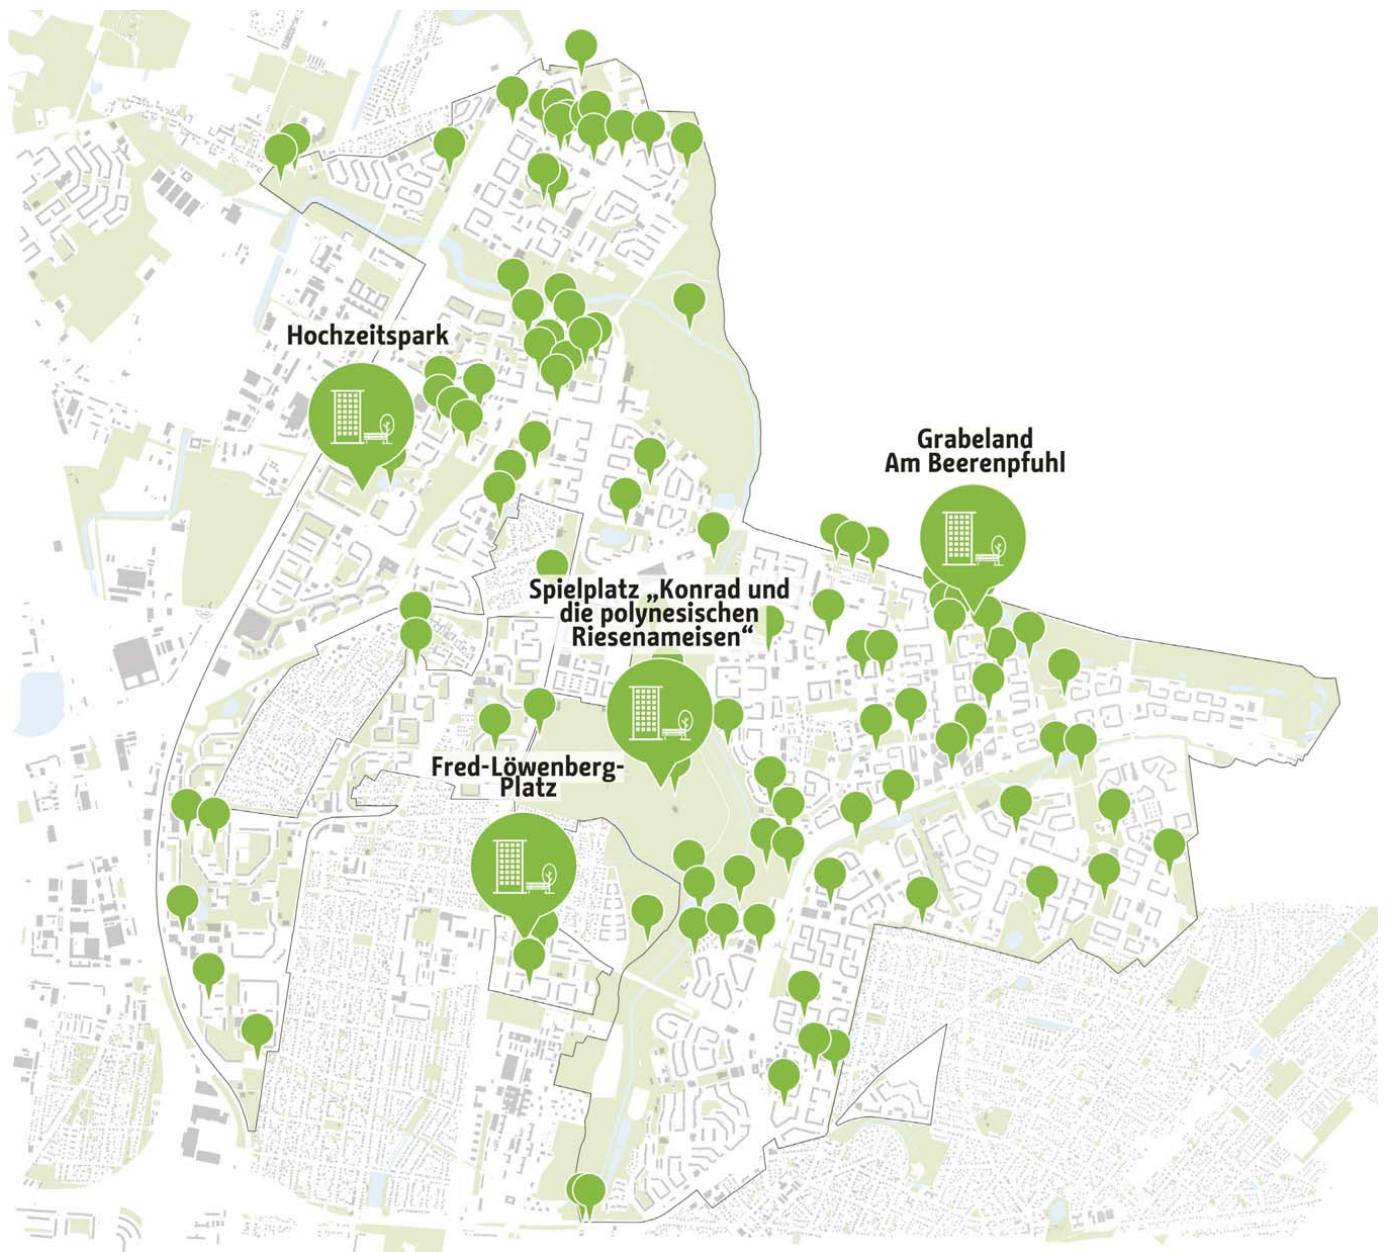 Hochzeitspark
Grabeland
Am Beerenpfuhl
Spielplatz „Konrad und
die polynesischen
Riesenameisen“
Fred-Löwenberg-
Platz